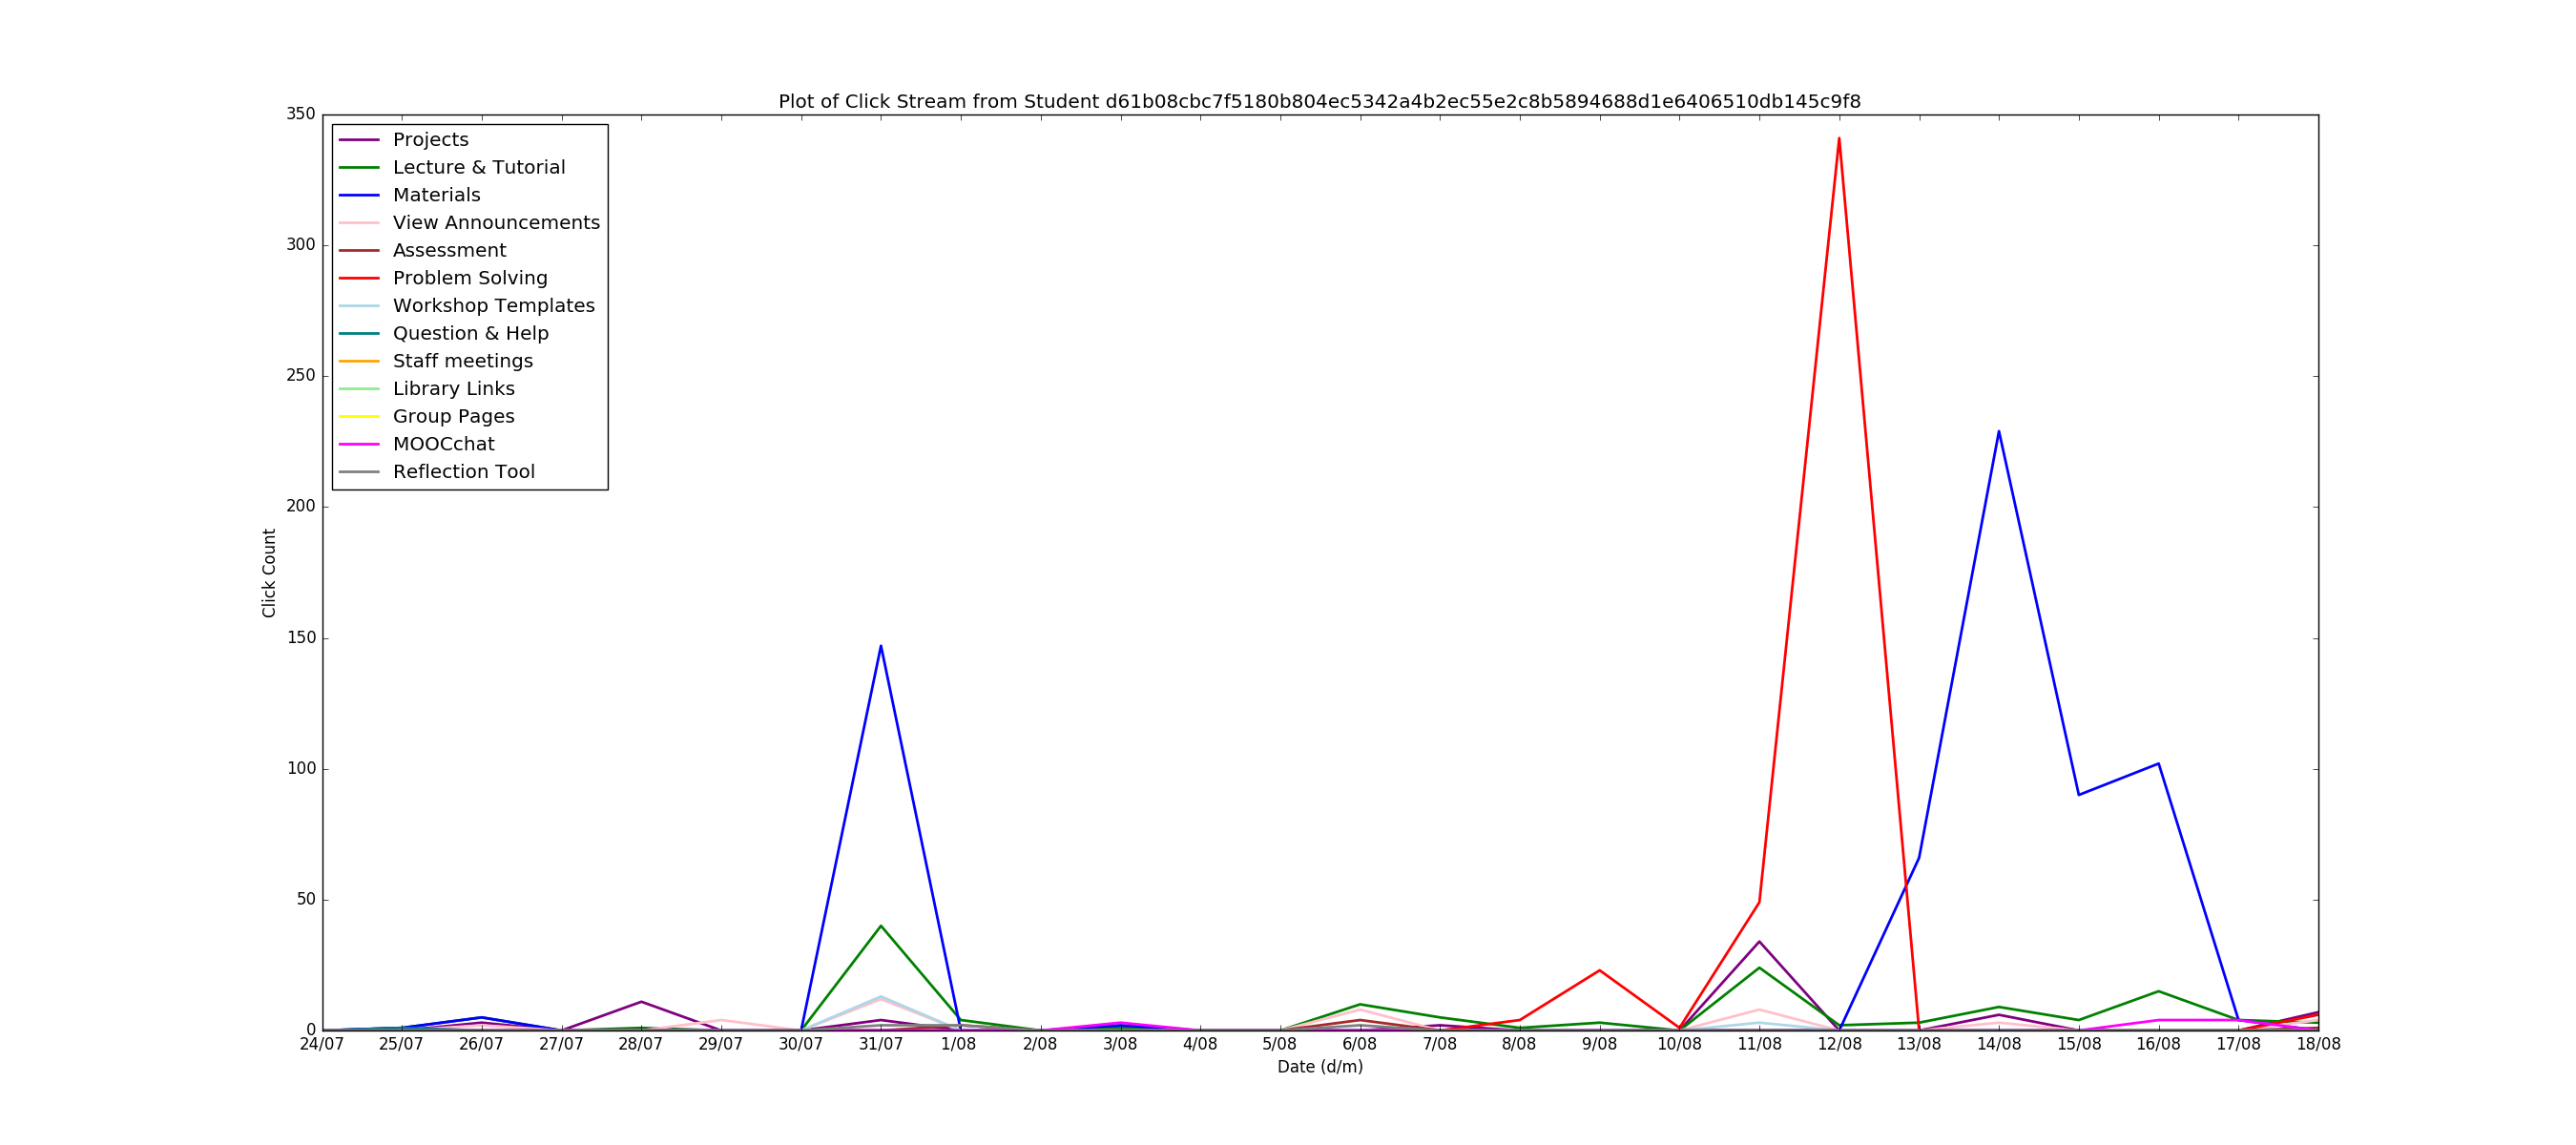 Plot of Click Stream from Student d61b08cbc7f5180b804ec5342a4b2ec55e2c8b5894688d1e6406510db145c9f8
350
300
250
200
150
100
50
0
Click Count
Projects
Lecture & Tutorial
Materials
View Announcements
Assessment
Problem Solving
Workshop Templates
Question & Help
Staff meetings
Library Links
Group Pages
MOOCchat
Reflection Tool
24/07 25/07 26/07 27/07 28/07 29/07 30/07 31/07 1/08 2/08 3/08 4/08 5/08 6/08 7/08 8/08 9/08 10/08 11/08 12/08 13/08 14/08 15/08 16/08 17/08 18/08
Date (d/m)